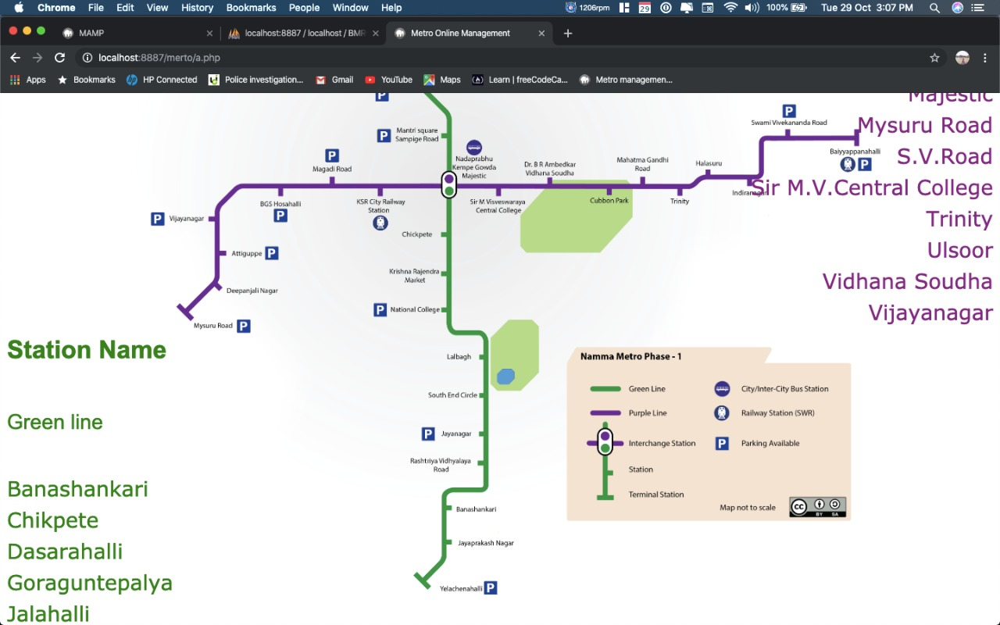 Chrome File Edit View History Bookmarks People Window Help 1206rpm 29 100% Tue 29 Oct 3:07 PM
MAMP
localhost:8887 / localhost / BMR
Metro Online Management
localhost:8887/merto/a.php
Apps Bookmarks HP Connected Police investigation... Gmail YouTube Maps Learn | freeCodeCa... Metro managemen...
P
Majestic
P
Mantri square
Sampige Road
P
Swami Vivekananda Road
Mysuru Road
Baiyyappanahalli
P
S.V.Road
P
Magadi Road
Nadaprabhu
Kempe Gowda
Majestic
Dr. B R Ambedkar
Vidhana Soudha
Mahatma Gandhi
Road
Halasuru
Indiranagar
Sir M.V.Central College
BGS Hosahalli
P
KSR City Railway
Station
Sir M Visveswaraya
Central College
Cubbon Park
Trinity
Trinity
P Vijayanagar
Chickpete
Ulsoor
Attiguppe P
Krishna Rajendra
Market
Vidhana Soudha
Deepanjali Nagar
P National College
Vijayanagar
Mysuru Road P
Station Name
Lalbagh
Namma Metro Phase - 1
South End Circle
Green Line
City/Inter-City Bus Station
Purple Line
Railway Station (SWR)
Green line
P Jayanagar
Interchange Station
P Parking Available
Rashtriya Vidhyalaya
Road
Station
Terminal Station
Map not to scale
CC BY SA
Banashankari
Banashankari
Chikpete
Jayaprakash Nagar
Dasarahalli
Yelachenahalli P
Goraguntepalya
Jalahalli